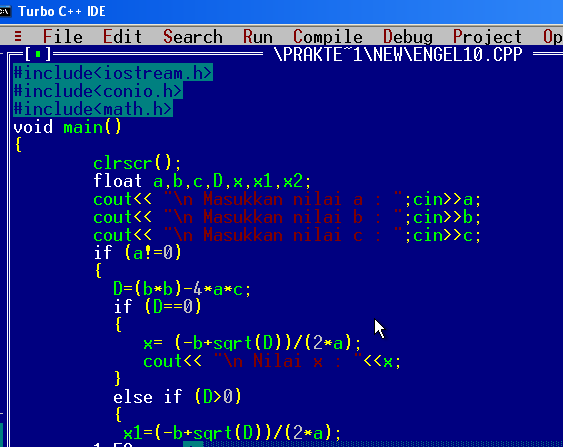 Turbo C++ IDE
≡ File Edit Search Run Compile Debug Project Op
[■] \PRAKTE~1\NEW\ENGEL10.CPP
#include<iostream.h>
#include<conio.h>
#include<math.h>
void main()
{
clrscr();
float a,b,c,D,x,x1,x2;
cout<< "\n Masukkan nilai a : ";cin>>a;
cout<< "\n Masukkan nilai b : ";cin>>b;
cout<< "\n Masukkan nilai c : ";cin>>c;
if (a!=0)
{
D=(b*b)-4*a*c;
if (D==0)
{
x= (-b+sqrt(D))/(2*a);
cout<< "\n Nilai x : "<<x;
}
else if (D>0)
{
x1=(-b+sqrt(D))/(2*a);